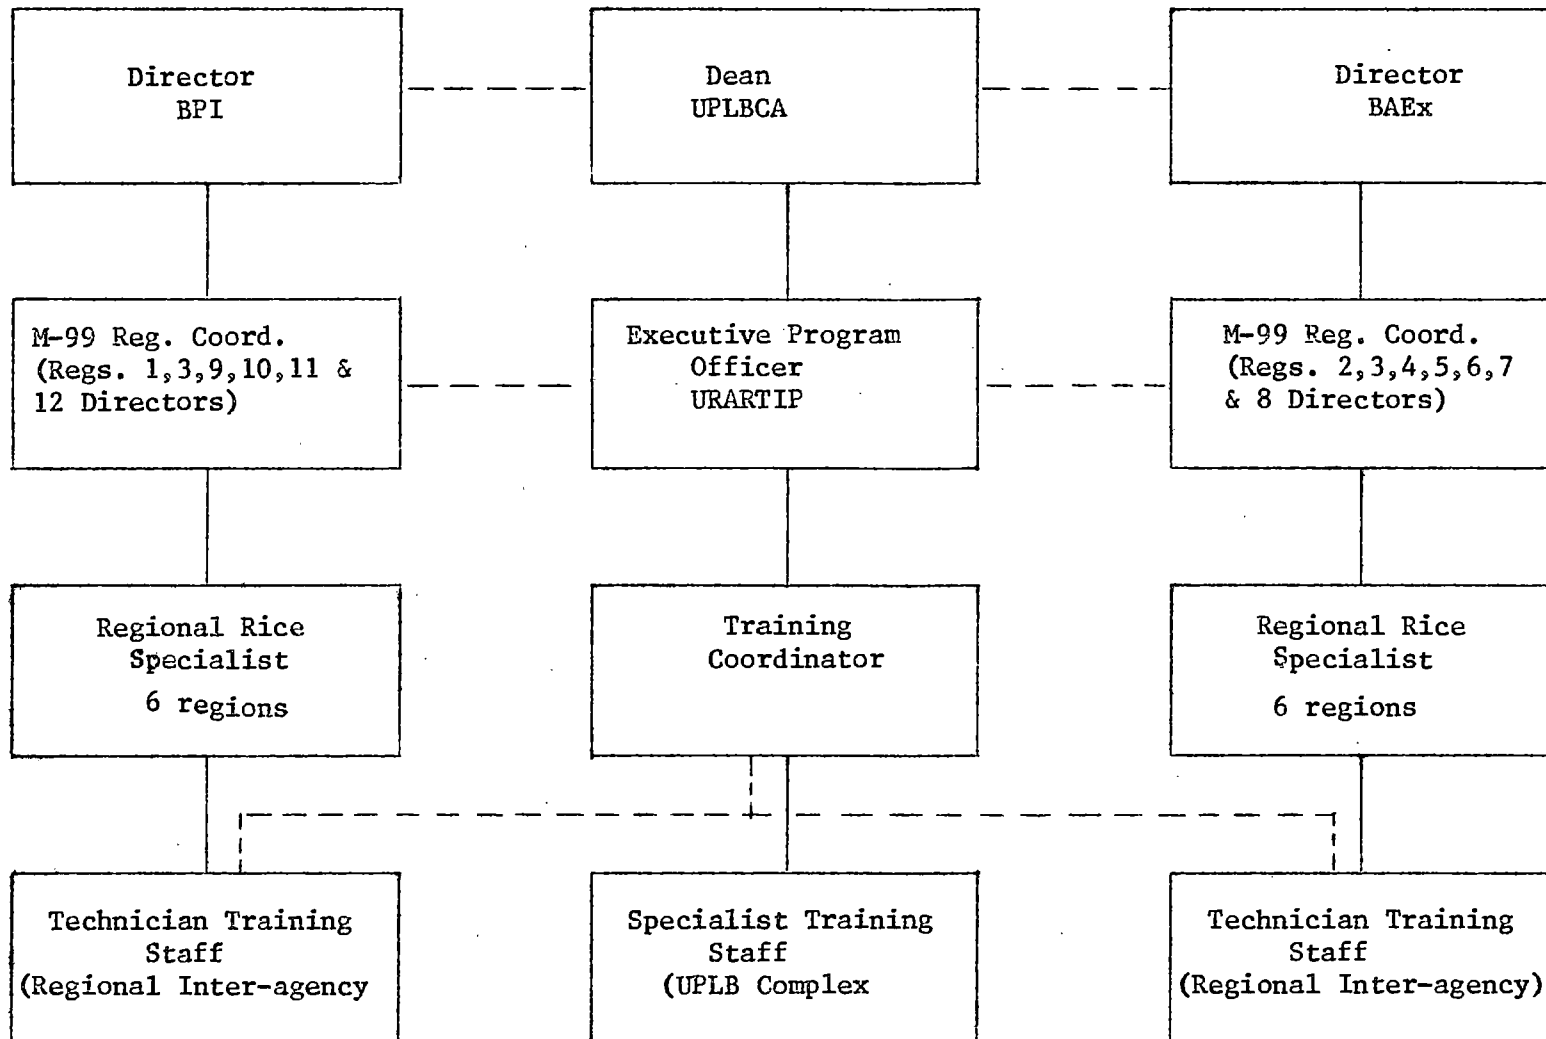 Director
BPI
Dean
UPLBCA
Director
BAEx
M-99 Reg. Coord.
(Regs. 1,3,9,10,11 &
12 Directors)
Executive Program
Officer
URARTIP
M-99 Reg. Coord.
(Regs. 2,3,4,5,6,7
& 8 Directors)
Regional Rice
Specialist
6 regions
Training
Coordinator
Regional Rice
Specialist
6 regions
Technician Training
Staff
(Regional Inter-agency
Specialist Training
Staff
(UPLB Complex
Technician Training
Staff
(Regional Inter-agency)